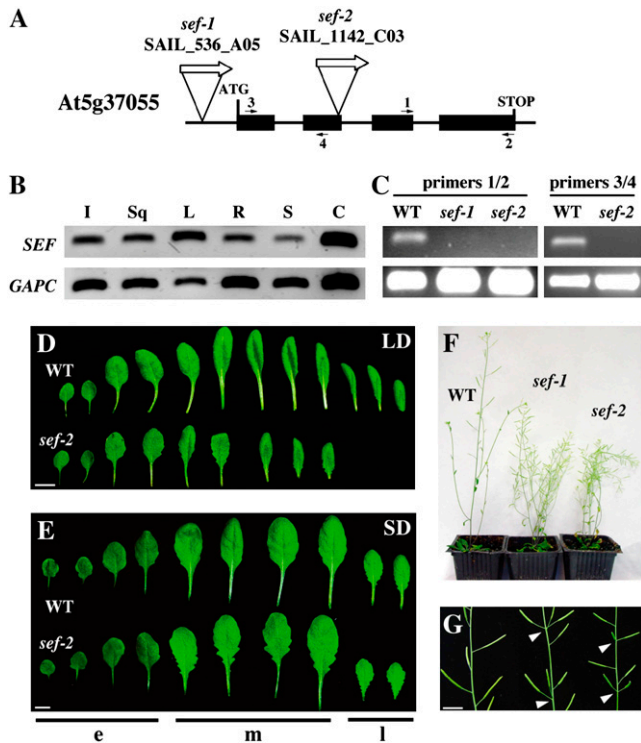 A
sef-1
SAIL_536_A05
sef-2
SAIL_1142_C03
At5g37055
ATG
3
4
1
STOP
2
B
I Sq L R S C
SEF
GAPC
C
primers 1/2 primers 3/4
WT sef-1 sef-2 WT sef-2
D
LD
WT
sef-2
E
SD
WT
sef-2
e m l
F
WT
sef-1
sef-2
G